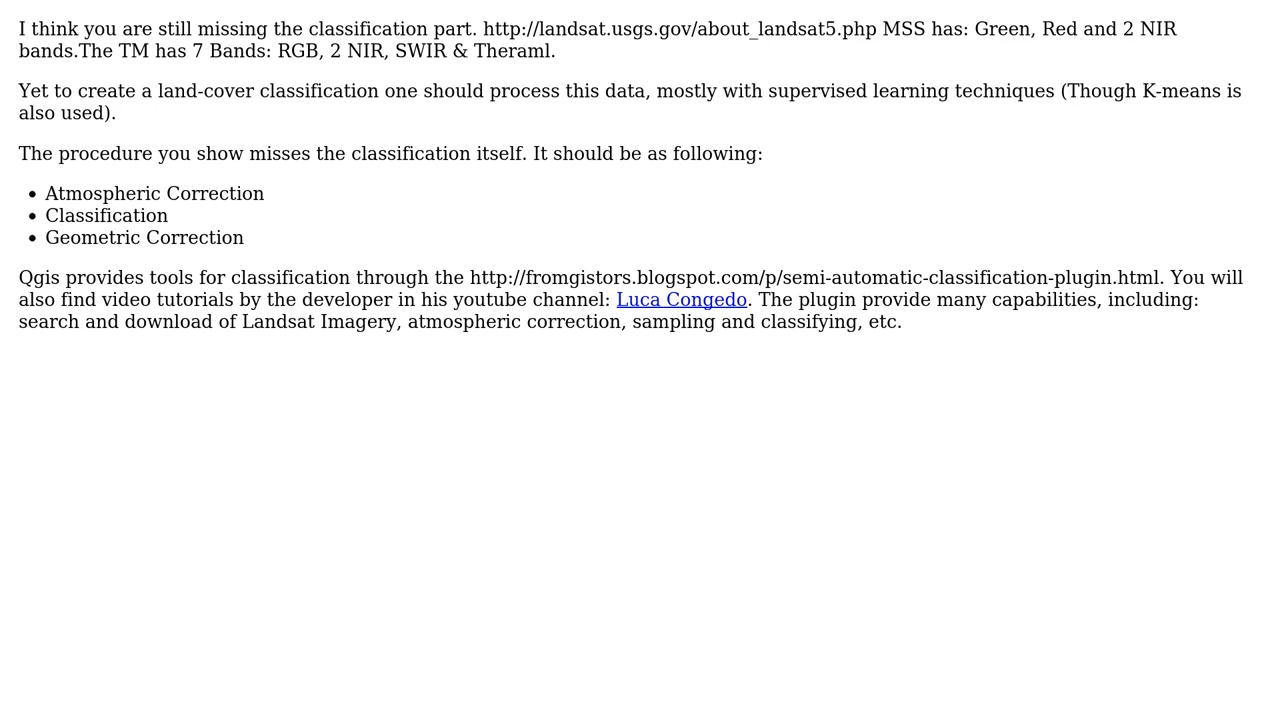 I think you are still missing the classification part. http://landsat.usgs.gov/about_landsat5.php MSS has: Green, Red and 2 NIR
bands.The TM has 7 Bands: RGB, 2 NIR, SWIR & Theraml.
Yet to create a land-cover classification one should process this data, mostly with supervised learning techniques (Though K-means is
also used).
The procedure you show misses the classification itself. It should be as following:
• Atmospheric Correction
• Classification
• Geometric Correction
Qgis provides tools for classification through the http://fromgistors.blogspot.com/p/semi-automatic-classification-plugin.html. You will
also find video tutorials by the developer in his youtube channel: Luca Congedo. The plugin provide many capabilities, including:
search and download of Landsat Imagery, atmospheric correction, sampling and classifying, etc.